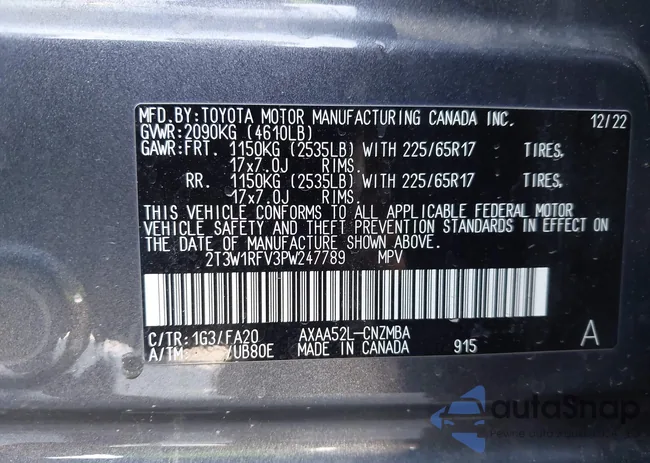 MFD.BY:TOYOTA MOTOR MANUFACTURING CANADA INC. 12/22
GVWR:2090KG (4610LB)
GAWR:FRT. 1150KG (2535LB) WITH 225/65R17 TIRES,
17x7.0J RIMS.
RR. 1150KG (2535LB) WITH 225/65R17 TIRES,
17x7.0J RIMS.
THIS VEHICLE CONFORMS TO ALL APPLICABLE FEDERAL MOTOR
VEHICLE SAFETY AND THEFT PREVENTION STANDARDS IN EFFECT ON
THE DATE OF MANUFACTURE SHOWN ABOVE.
2T3W1RFV3PW247789 MPV
C/TR:1G3/FA20 AXAA52L-CNZMBA A
A/TM: /UB80E MADE IN CANADA 915
autoSnap